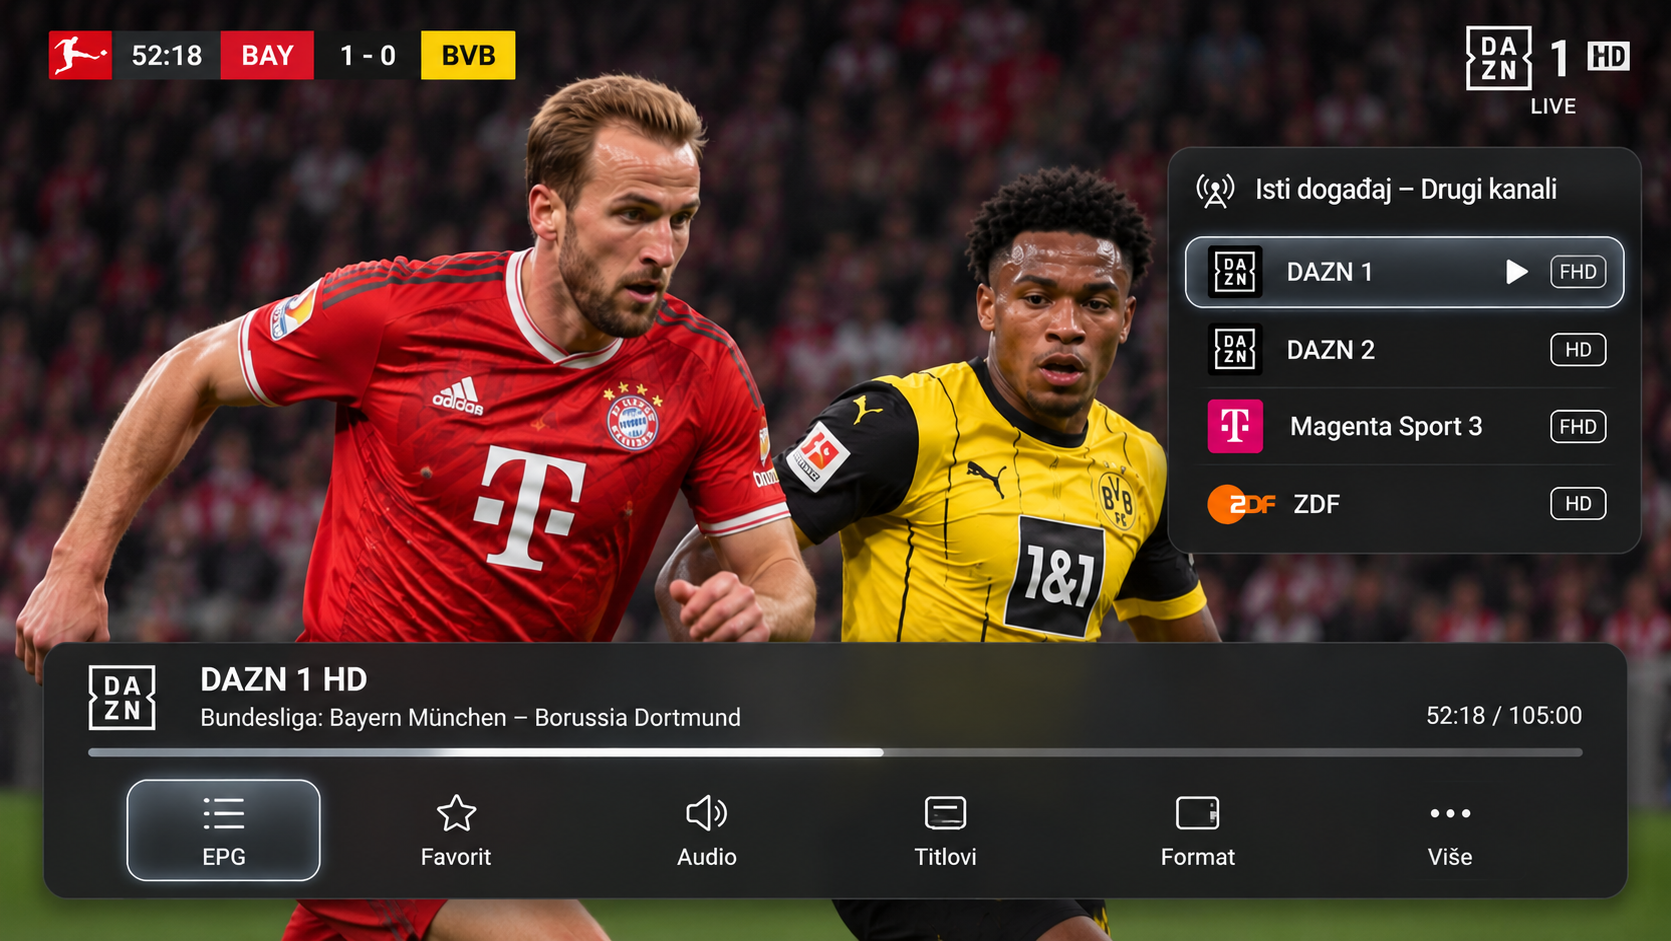 52:18 BAY 1 - 0 BVB
DA
ZN
1 HD
LIVE
Isti događaj – Drugi kanali
DA
ZN
DAZN 1
FHD
DA
ZN
DAZN 2
HD
T
Magenta Sport 3
FHD
2DF
ZDF
HD
adidas
BVB
T
1&1
DA
ZN
DAZN 1 HD
Bundesliga: Bayern München – Borussia Dortmund
52:18 / 105:00
EPG
Favorit
Audio
Titlovi
Format
Više